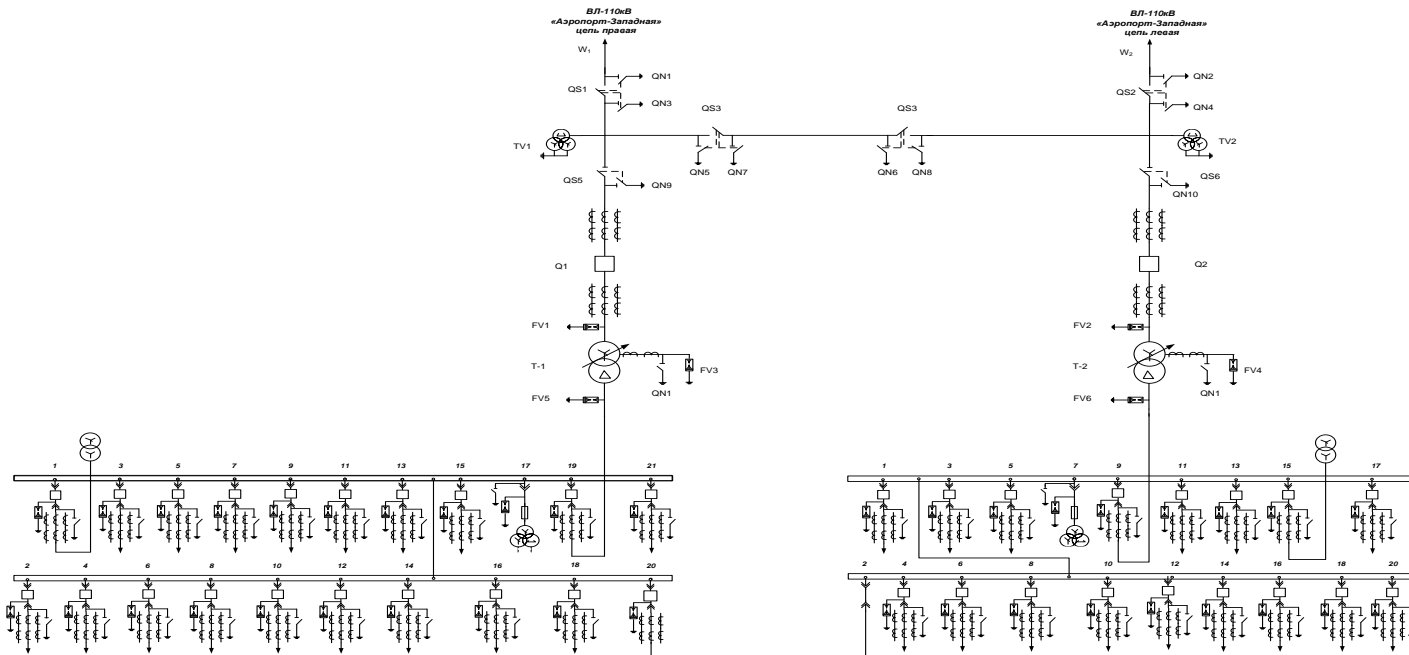 ВЛ-110кВ
«Аэропорт-Западная»
цепь правая
ВЛ-110кВ
«Аэропорт-Западная»
цепь левая
W1
W2
QN1
QN2
QS1
QS2
QN3
QN4
QS3
QS3
TV1
TV2
QN5
QN7
QN6
QN8
QS5
QS6
QN9
QN10
Q1
Q2
FV1
FV2
T-1
FV3
T-2
FV4
QN1
QN1
FV5
FV6
1 3 5 7 9 11 13 15 17 19 21
1 3 5 7 9 11 13 15 17
2 4 6 8 10 12 14 16 18 20
2 4 6 8 10 12 14 16 18 20